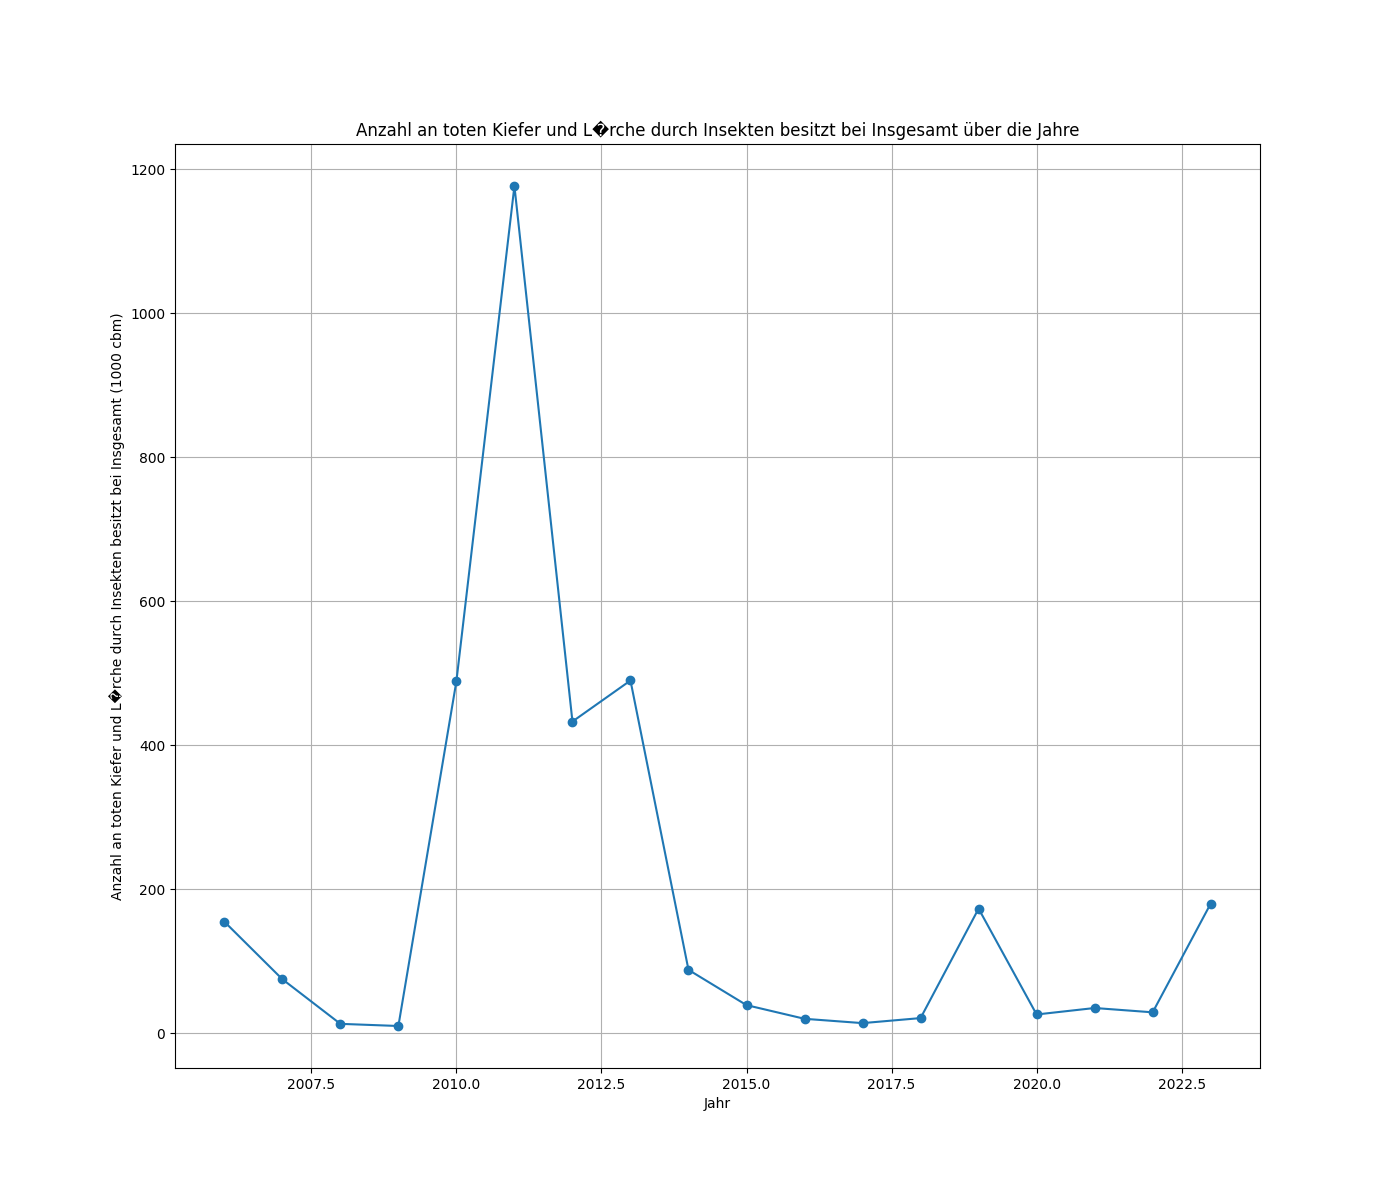 Anzahl an toten Kiefer und L�rche durch Insekten besitzt bei Insgesamt über die Jahre
Anzahl an toten Kiefer und L�rche durch Insekten besitzt bei Insgesamt (1000 cbm)
1200
1000
800
600
400
200
0
2007.5 2010.0 2012.5 2015.0 2017.5 2020.0 2022.5
Jahr